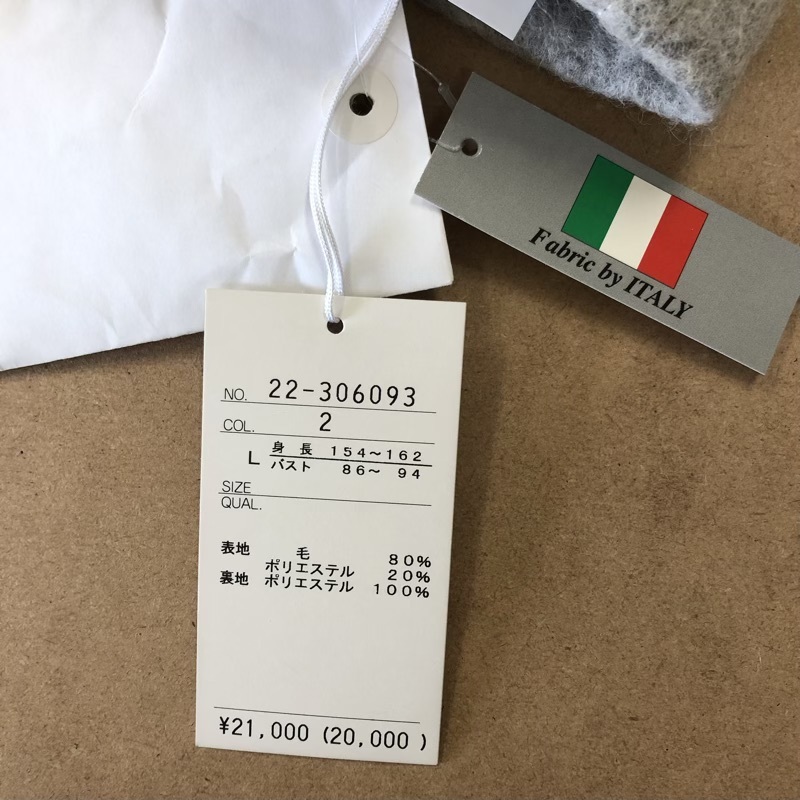 Fabric by ITALY
NO. 22-306093
COL. 2
L 身長 154〜162
バスト 86〜 94
SIZE
QUAL.
表地 毛 80%
ポリエステル 20%
裏地 ポリエステル 100%
¥21,000 (20,000 )